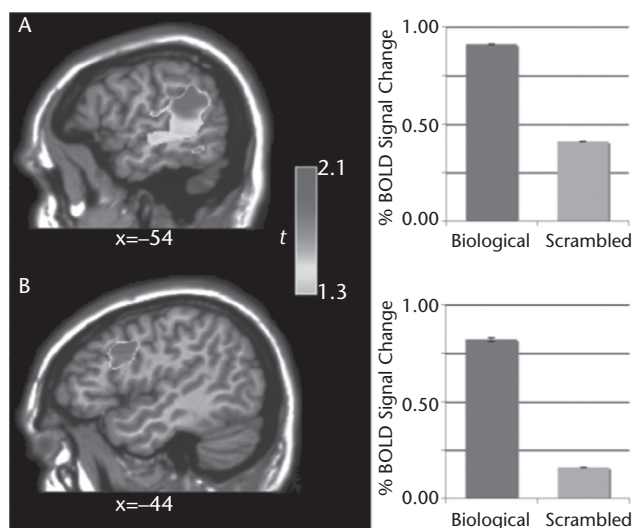 A
x=–54
2.1
t
1.3
B
x=–44
% BOLD Signal Change
1.00
0.50
0.00
Biological Scrambled
% BOLD Signal Change
1.00
0.50
0.00
Biological Scrambled